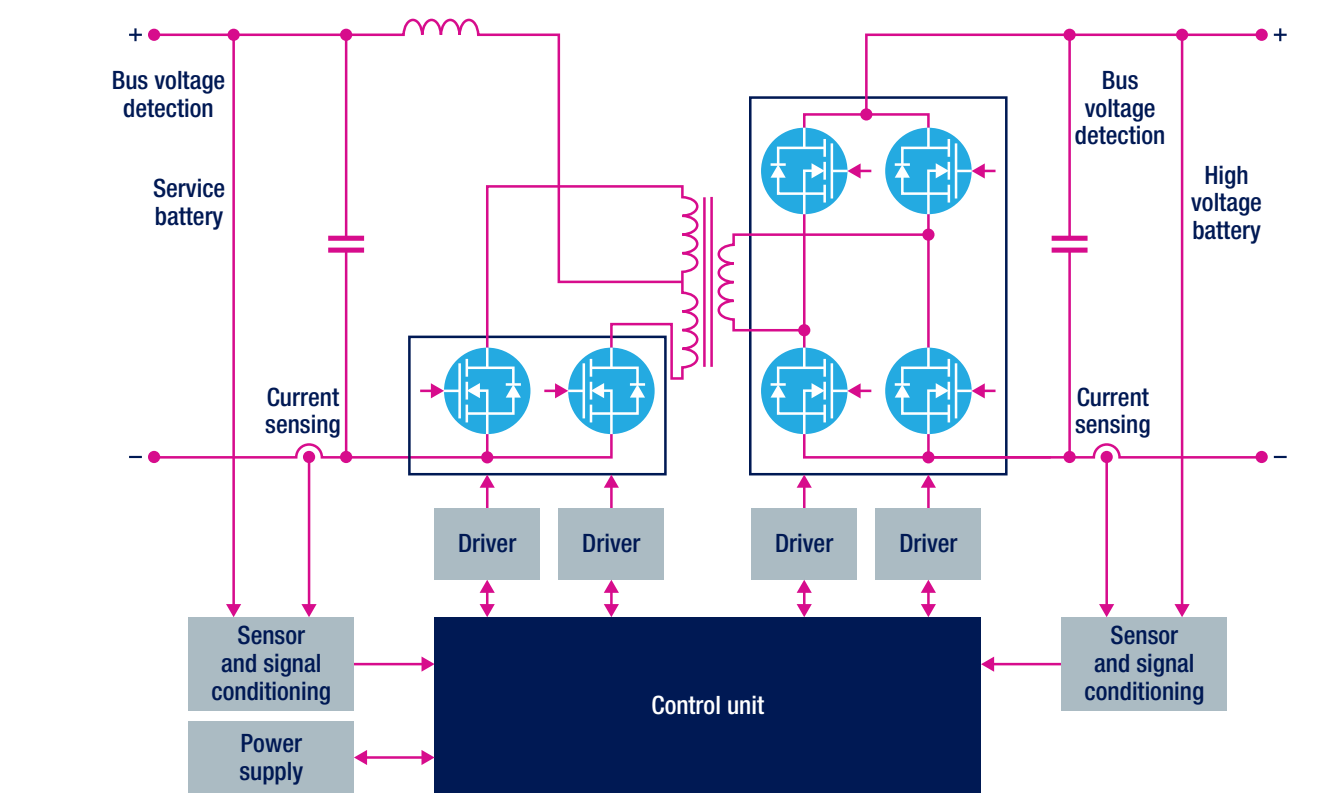 +
+
Bus voltage
detection
Bus
voltage
detection
Service
battery
High
voltage
battery
Current
sensing
Current
sensing
−
−
Driver
Driver
Driver
Driver
Sensor
and signal
conditioning
Control unit
Sensor
and signal
conditioning
Power
supply